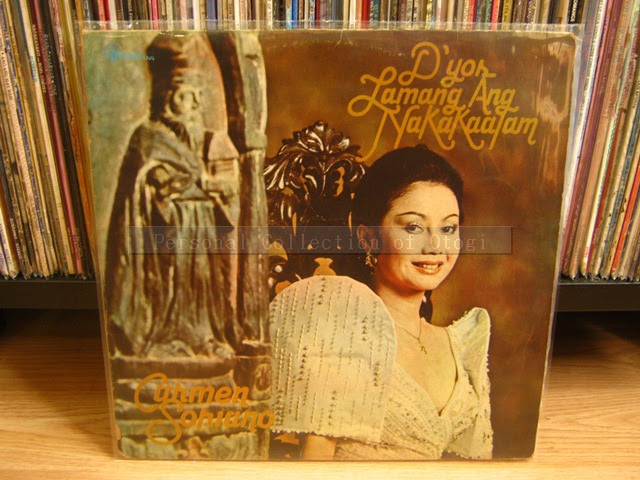 D'yos
Lamang Ang
Nakakaalam
Personal Collection of Otogi
Carmen
Soriano